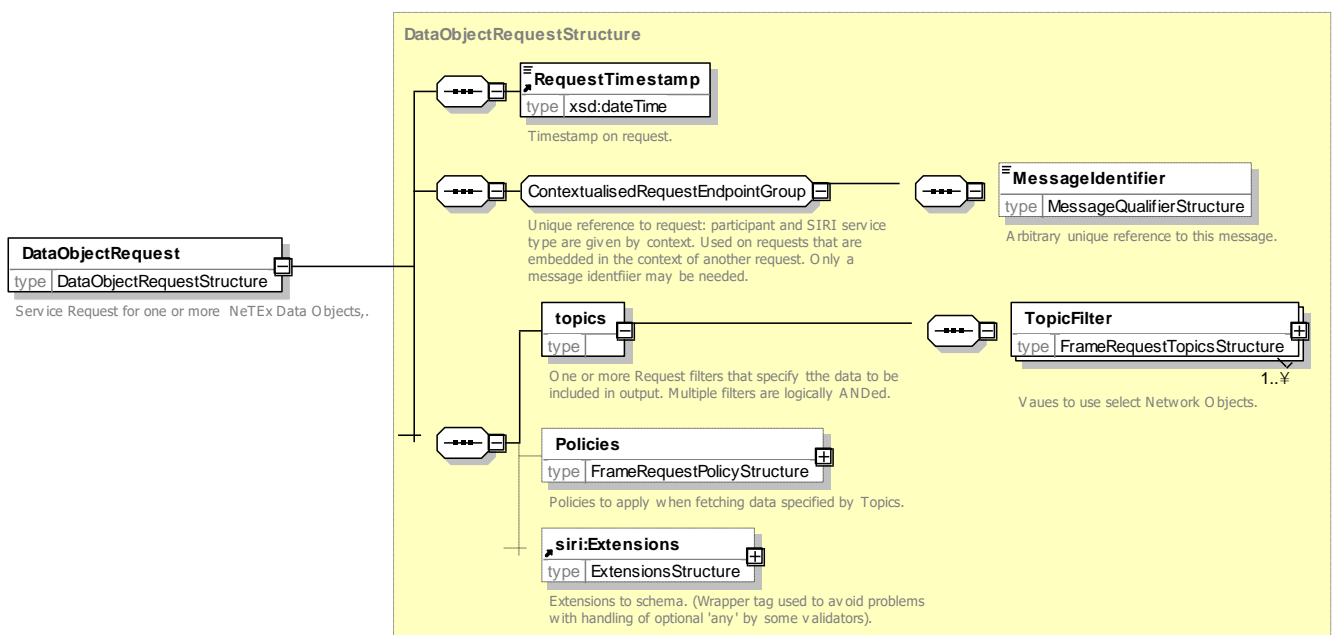 DataObjectRequestStructure
RequestTimestamp
type xsd:dateTime
Timestamp on request.
ContextualisedRequestEndpointGroup
Unique reference to request: participant and SIRI service
type are given by context. Used on requests that are
embedded in the context of another request. Only a
message identfiier may be needed.
MessageIdentifier
type MessageQualifierStructure
Arbitrary unique reference to this message.
DataObjectRequest
type DataObjectRequestStructure
Service Request for one or more NeTEx Data Objects,.
topics
type
One or more Request filters that specify tthe data to be
included in output. Multiple filters are logically ANDed.
TopicFilter
type FrameRequestTopicsStructure
1..¥
Vaues to use select Network Objects.
Policies
type FrameRequestPolicyStructure
Policies to apply when fetching data specified by Topics.
siri:Extensions
type ExtensionsStructure
Extensions to schema. (Wrapper tag used to avoid problems
with handling of optional 'any' by some validators).